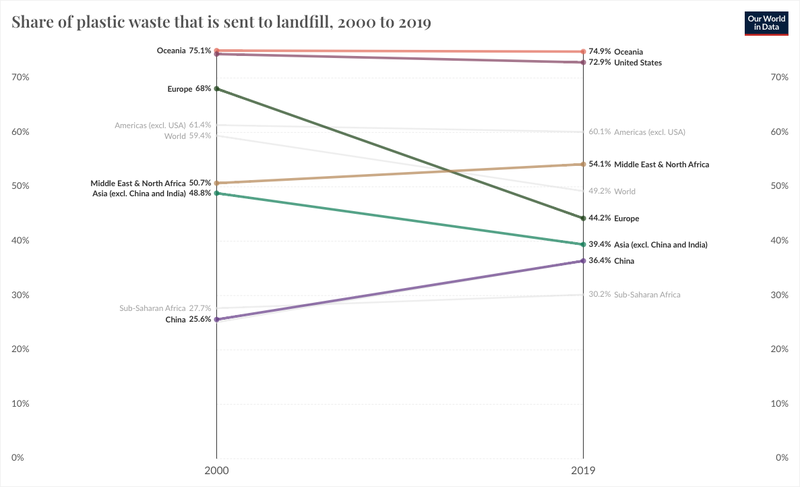 Share of plastic waste that is sent to landfill, 2000 to 2019
Our World
in Data
Oceania 75.1%
74.9% Oceania
72.9% United States
70%
70%
Europe 68%
Americas (excl. USA) 61.4%
60%
60.1% Americas (excl. USA)
60%
World 59.4%
54.1% Middle East & North Africa
Middle East & North Africa 50.7%
50%
50%
Asia (excl. China and India) 48.8%
49.2% World
44.2% Europe
40%
39.4% Asia (excl. China and India)
40%
36.4% China
30%
30.2% Sub-Saharan Africa
30%
Sub-Saharan Africa 27.7%
China 25.6%
20%
20%
10%
10%
0%
0%
2000
2019